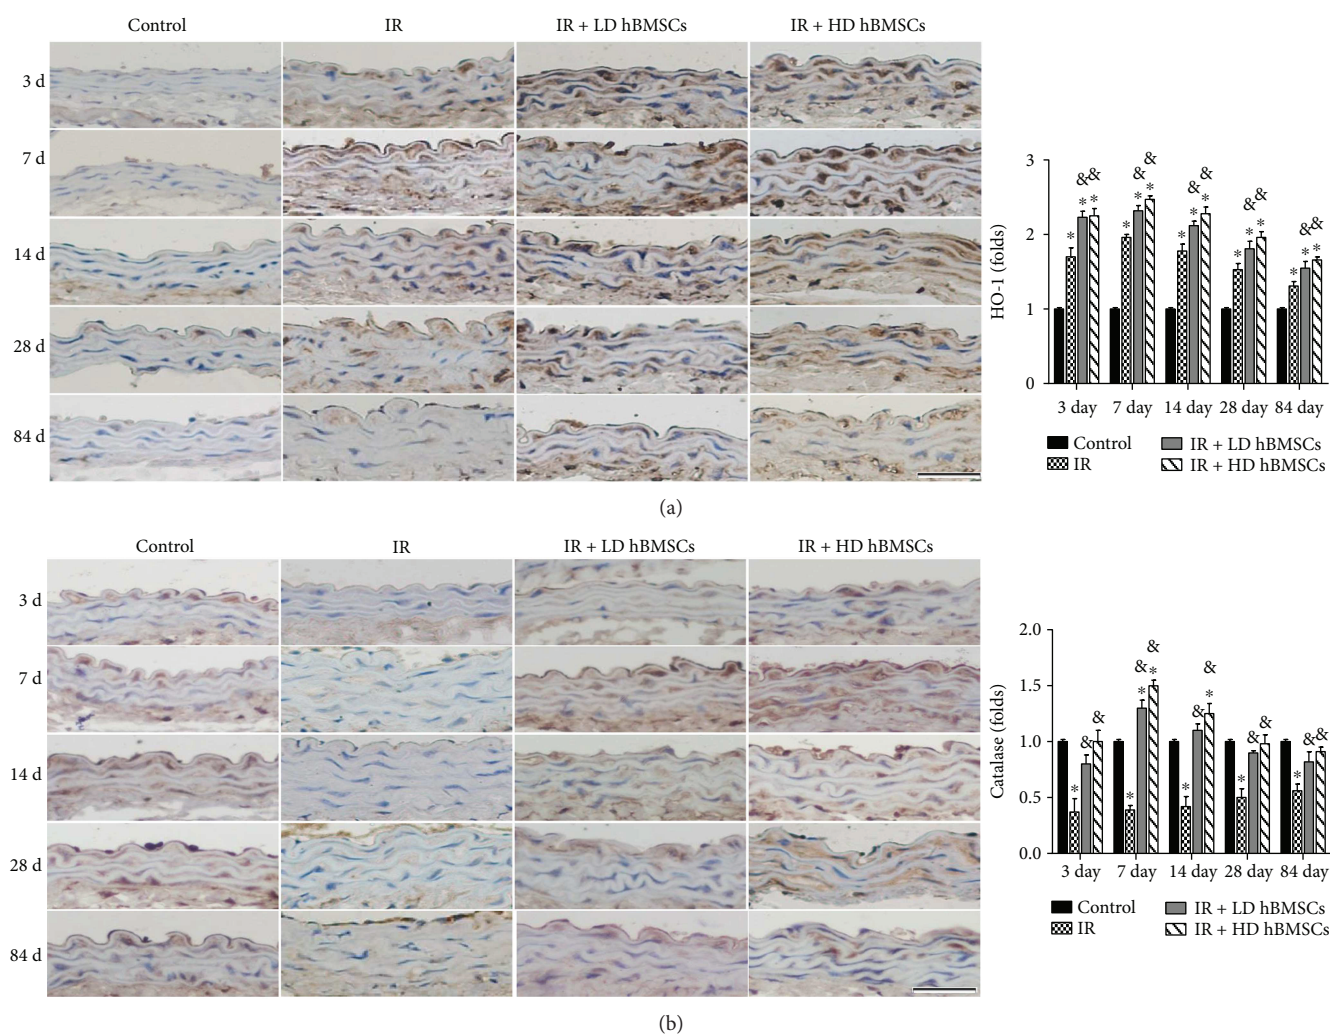 Control IR IR + LD hBMSCs IR + HD hBMSCs
3 d
7 d
14 d
28 d
84 d
HO-1 (folds)
3
2
1
0
&& & & & & & & & &
* * * * * * * * * * * * * * *
3 day 7 day 14 day 28 day 84 day
Control IR + LD hBMSCs
IR IR + HD hBMSCs
(a)
Control IR IR + LD hBMSCs IR + HD hBMSCs
3 d
7 d
14 d
28 d
84 d
Catalase (folds)
2.0
1.5
1.0
0.5
0.0
& & & & & & & & & &
* * * * * * * *
3 day 7 day 14 day 28 day 84 day
Control IR + LD hBMSCs
IR IR + HD hBMSCs
(b)